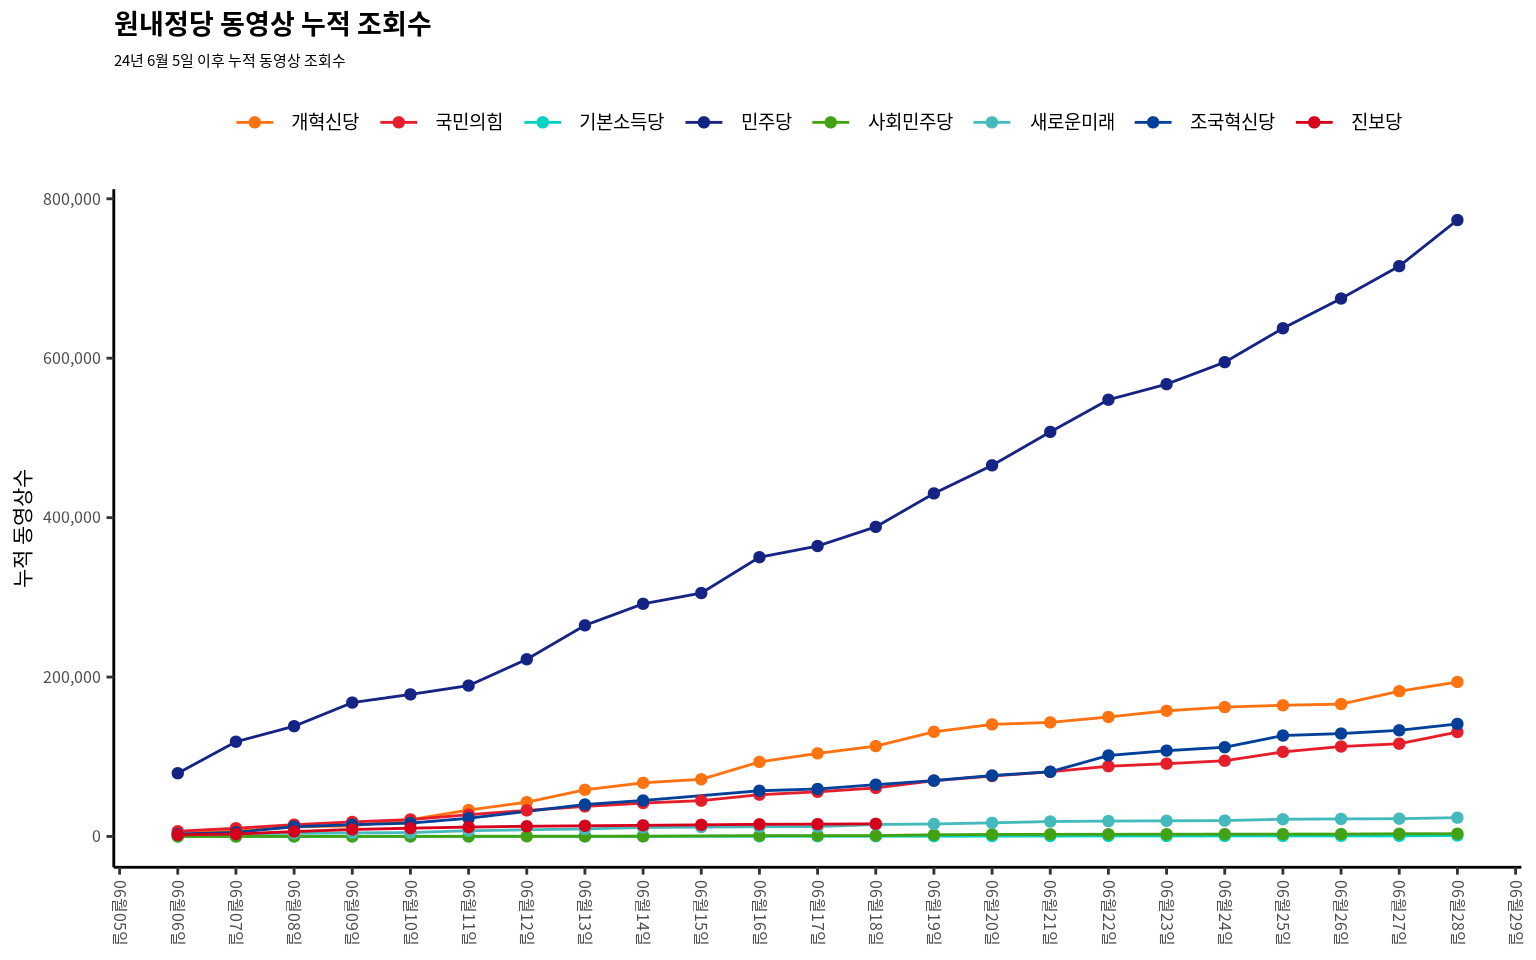 원내정당 동영상 누적 조회수
24년 6월 5일 이후 누적 동영상 조회수
개혁신당 국민의힘 기본소득당 민주당 사회민주당 새로운미래 조국혁신당 진보당
누적 동영상수
800,000
600,000
400,000
200,000
0
06월05일
06월06일
06월07일
06월08일
06월09일
06월10일
06월11일
06월12일
06월13일
06월14일
06월15일
06월16일
06월17일
06월18일
06월19일
06월20일
06월21일
06월22일
06월23일
06월24일
06월25일
06월26일
06월27일
06월28일
06월29일